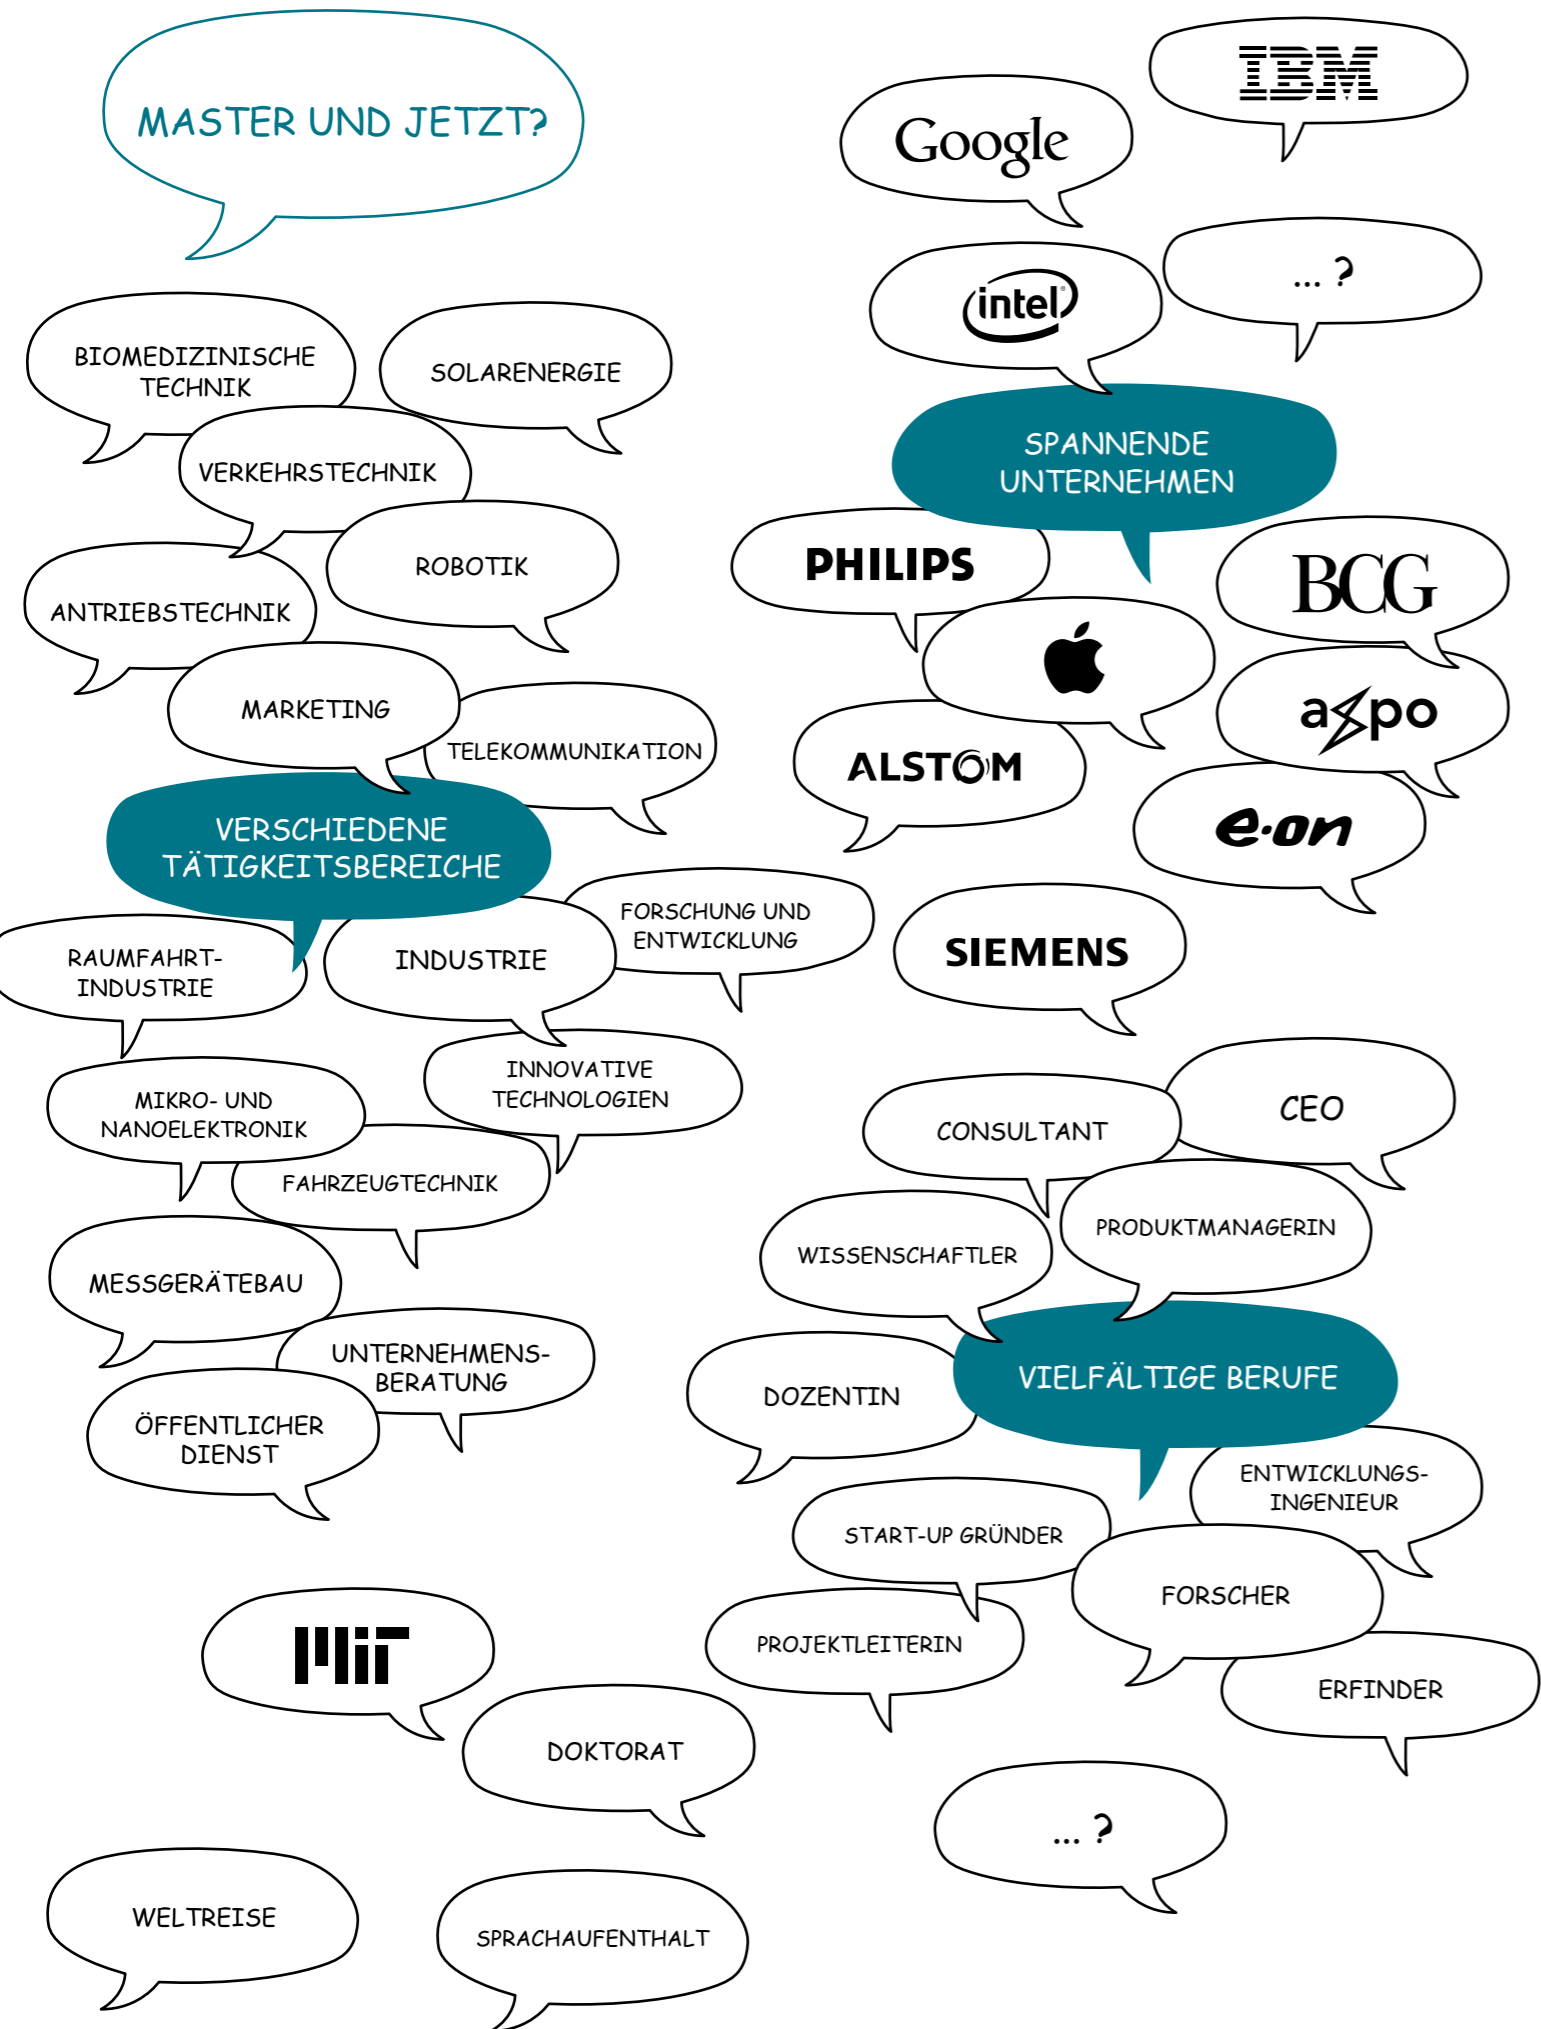 MASTER UND JETZT?
BIOMEDIZINISCHE
TECHNIK
SOLARENERGIE
VERKEHRSTECHNIK
ROBOTIK
ANTRIEBSTECHNIK
MARKETING
TELEKOMMUNIKATION
VERSCHIEDENE
TÄTIGKEITSBEREICHE
FORSCHUNG UND
ENTWICKLUNG
INDUSTRIE
RAUMFAHRT-
INDUSTRIE
INNOVATIVE
TECHNOLOGIEN
MIKRO- UND
NANOELEKTRONIK
FAHRZEUGTECHNIK
MESSGERÄTEBAU
UNTERNEHMENS-
BERATUNG
ÖFFENTLICHER
DIENST
MIT
DOKTORAT
WELTREISE
SPRACHAUFENTHALT
IBM
Google
... ?
intel
SPANNENDE
UNTERNEHMEN
PHILIPS
BCG
axpo
ALSTOM
e·on
SIEMENS
CEO
CONSULTANT
PRODUKTMANAGERIN
WISSENSCHAFTLER
VIELFÄLTIGE BERUFE
DOZENTIN
ENTWICKLUNGS-
INGENIEUR
START-UP GRÜNDER
FORSCHER
PROJEKTLEITERIN
ERFINDER
... ?